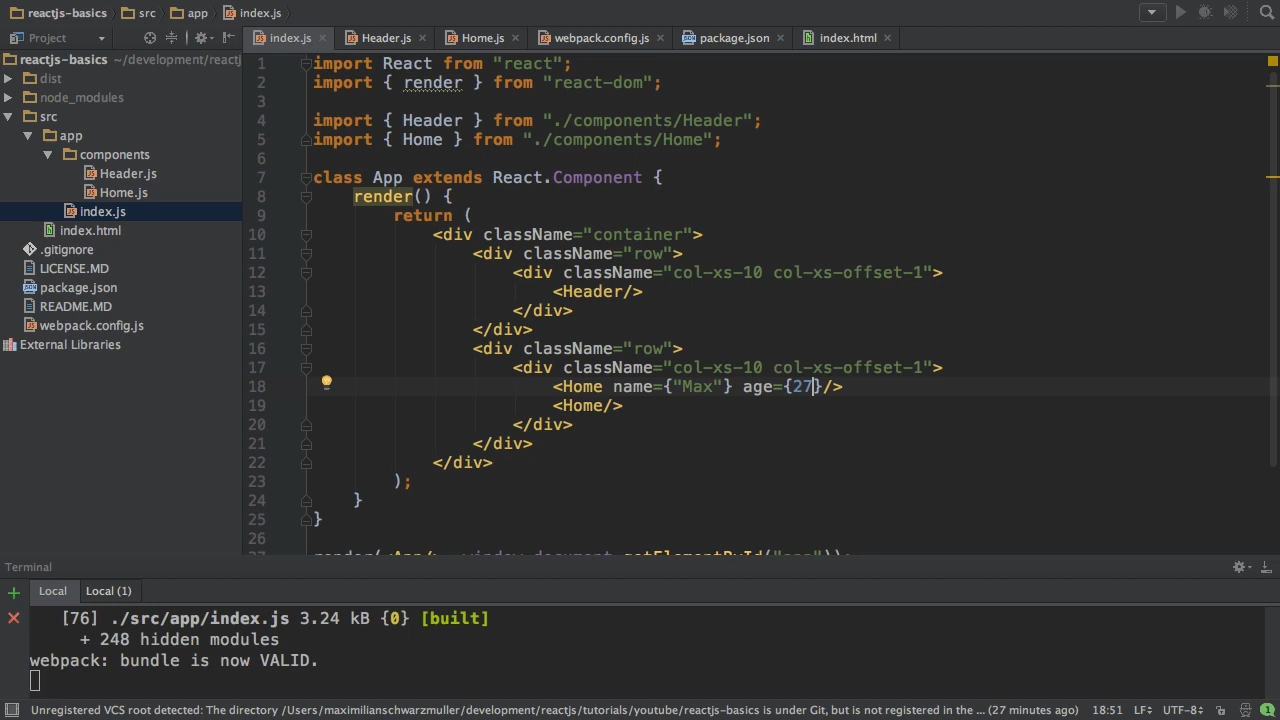 reactjs-basics src app index.js
Project
index.js Header.js Home.js webpack.config.js package.json index.html
reactjs-basics ~/development/reactj
dist
node_modules
src
app
components
Header.js
Home.js
index.js
index.html
.gitignore
LICENSE.MD
package.json
README.MD
webpack.config.js
External Libraries
1 import React from "react";
2 import { render } from "react-dom";
3
4 import { Header } from "./components/Header";
5 import { Home } from "./components/Home";
6
7 class App extends React.Component {
8 render() {
9 return (
10 <div className="container">
11 <div className="row">
12 <div className="col-xs-10 col-xs-offset-1">
13 <Header/>
14 </div>
15 </div>
16 <div className="row">
17 <div className="col-xs-10 col-xs-offset-1">
18 <Home name={"Max"} age={27}/>
19 <Home/>
20 </div>
21 </div>
22 </div>
23 );
24 }
25 }
26
27 render(<App/>, window.document.getElementById("app"));
Terminal
Local Local (1)
[76] ./src/app/index.js 3.24 kB {0} [built]
+ 248 hidden modules
webpack: bundle is now VALID.
Unregistered VCS root detected: The directory /Users/maximilianschwarzmuller/development/reactjs/tutorials/youtube/reactjs-basics is under Git, but is not registered in the... (27 minutes ago) 18:51 LF÷ UTF-8÷ 1